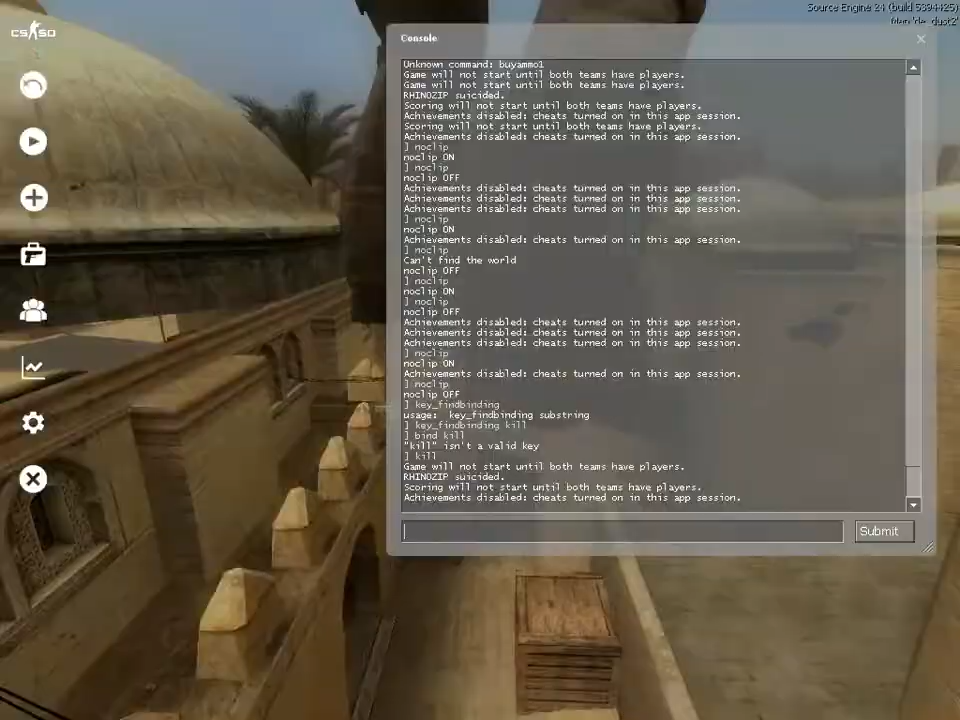 CS SO
Source Engine 24 (build 5394425)
Map 'de_dust2'
Console
Unknown command: buyammo1
Game will not start until both teams have players.
Game will not start until both teams have players.
RHINOZIP suicided.
Scoring will not start until both teams have players.
Achievements disabled: cheats turned on in this app session.
Scoring will not start until both teams have players.
Achievements disabled: cheats turned on in this app session.
] noclip
noclip ON
] noclip
noclip OFF
Achievements disabled: cheats turned on in this app session.
Achievements disabled: cheats turned on in this app session.
Achievements disabled: cheats turned on in this app session.
] noclip
noclip ON
Achievements disabled: cheats turned on in this app session.
] noclip
Can't find the world
noclip OFF
] noclip
noclip ON
] noclip
noclip OFF
Achievements disabled: cheats turned on in this app session.
Achievements disabled: cheats turned on in this app session.
Achievements disabled: cheats turned on in this app session.
] noclip
noclip ON
Achievements disabled: cheats turned on in this app session.
] noclip
noclip OFF
] key_findbinding
usage:  key_findbinding substring
] key_findbinding kill
] bind kill
"kill" isn't a valid key
] kill
Game will not start until both teams have players.
RHINOZIP suicided.
Scoring will not start until both teams have players.
Achievements disabled: cheats turned on in this app session.
Submit